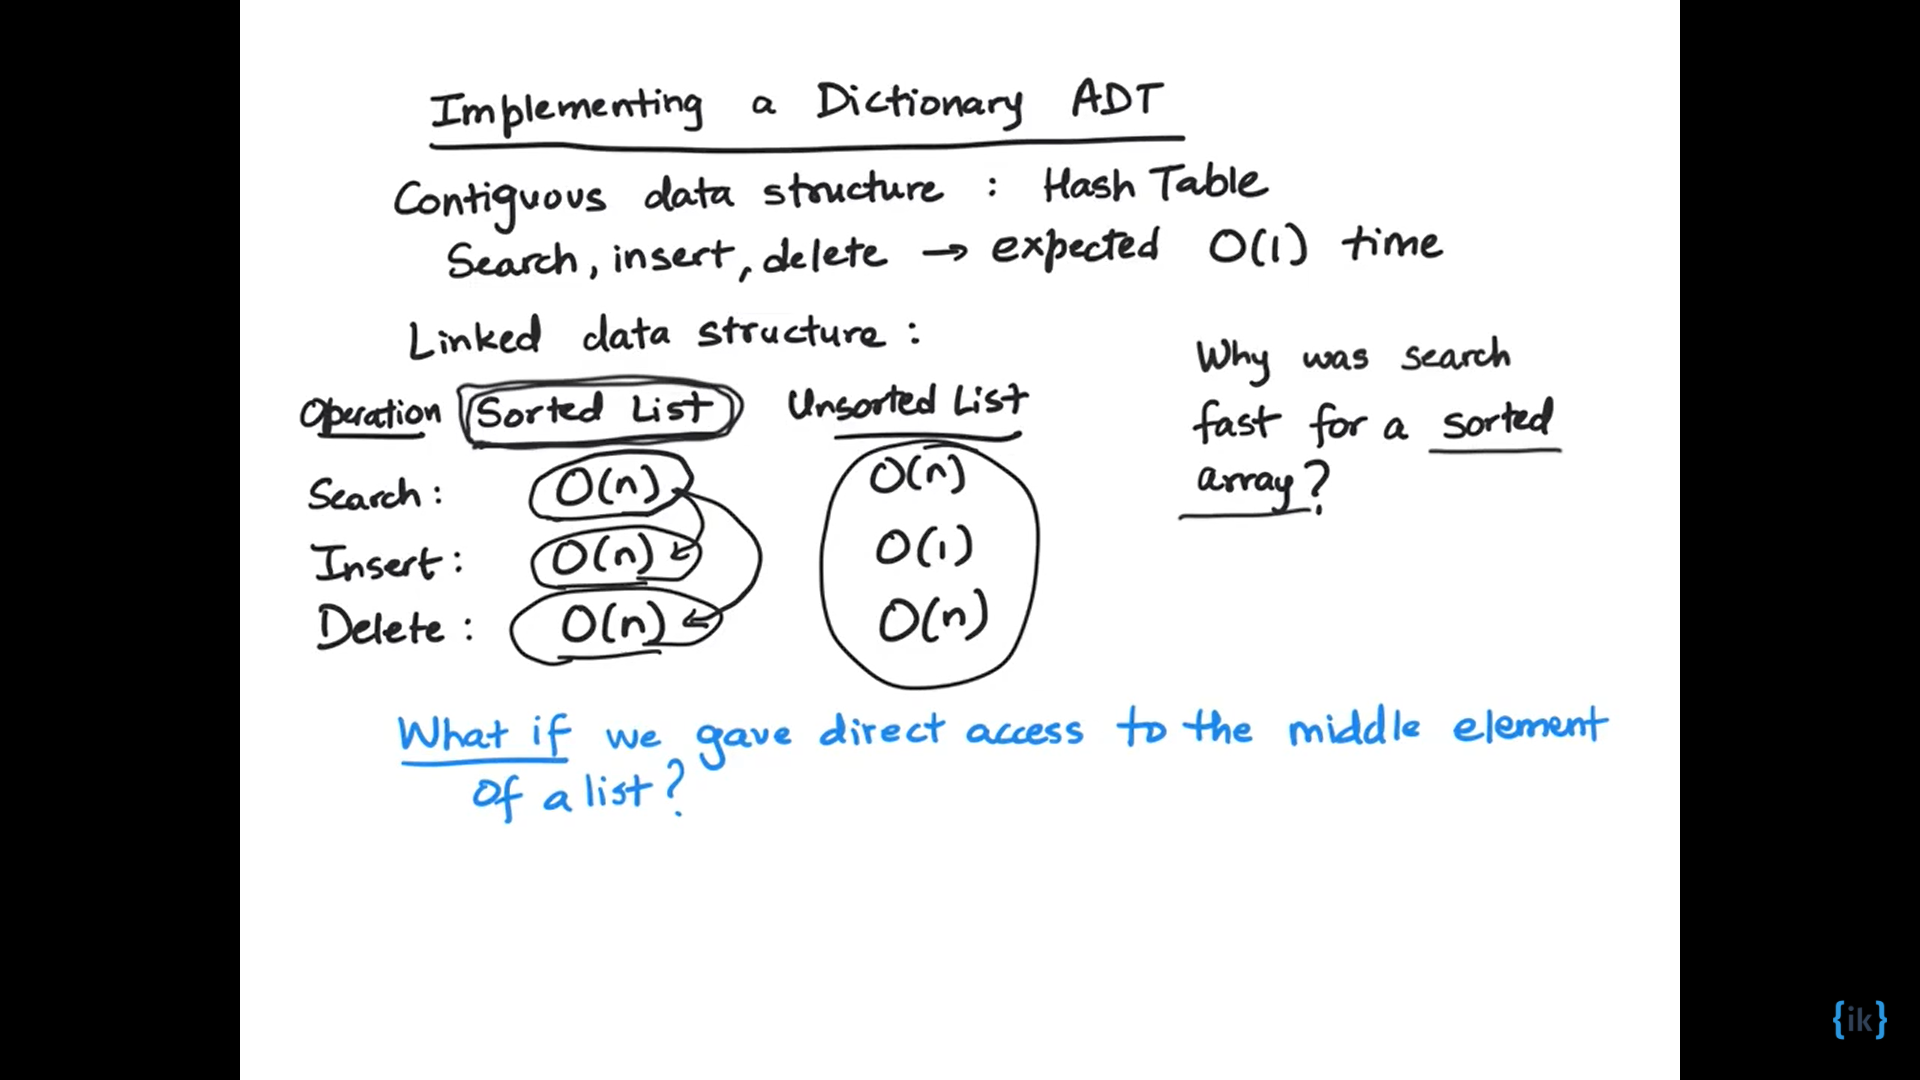 Implementing a Dictionary ADT
Contiguous data structure : Hash Table
Search, insert, delete → expected O(1) time
Linked data structure :
Operation Sorted List Unsorted List
Search : O(n) O(n)
Insert : O(n) O(1)
Delete : O(n) O(n)
Why was search
fast for a sorted
array?
What if we gave direct access to the middle element
of a list?
{ik}